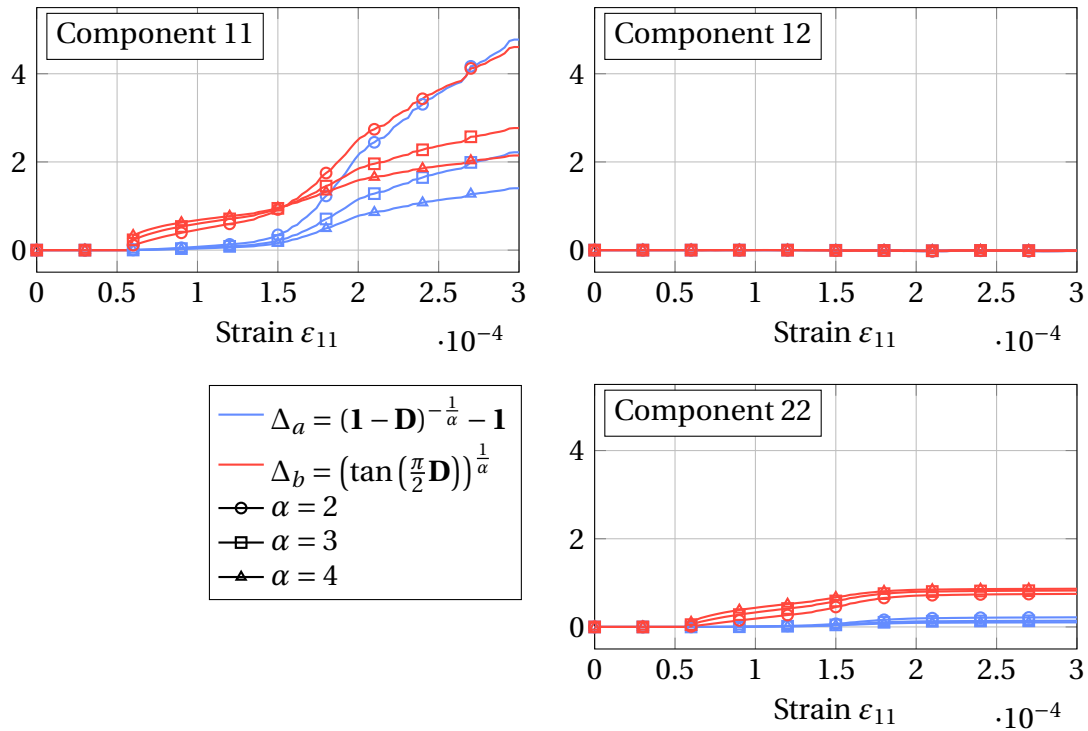 Component 11
4
2
0
0 0.5 1 1.5 2 2.5 3
Strain ε₁₁
·10⁻⁴
Component 12
4
2
0
0 0.5 1 1.5 2 2.5 3
Strain ε₁₁
·10⁻⁴
Δₐ = (𝟏 − 𝐃)^{−1/α} − 𝟏
Δ_b = (tan (π/2 𝐃))^{1/α}
α = 2
α = 3
α = 4
Component 22
4
2
0
0 0.5 1 1.5 2 2.5 3
Strain ε₁₁
·10⁻⁴